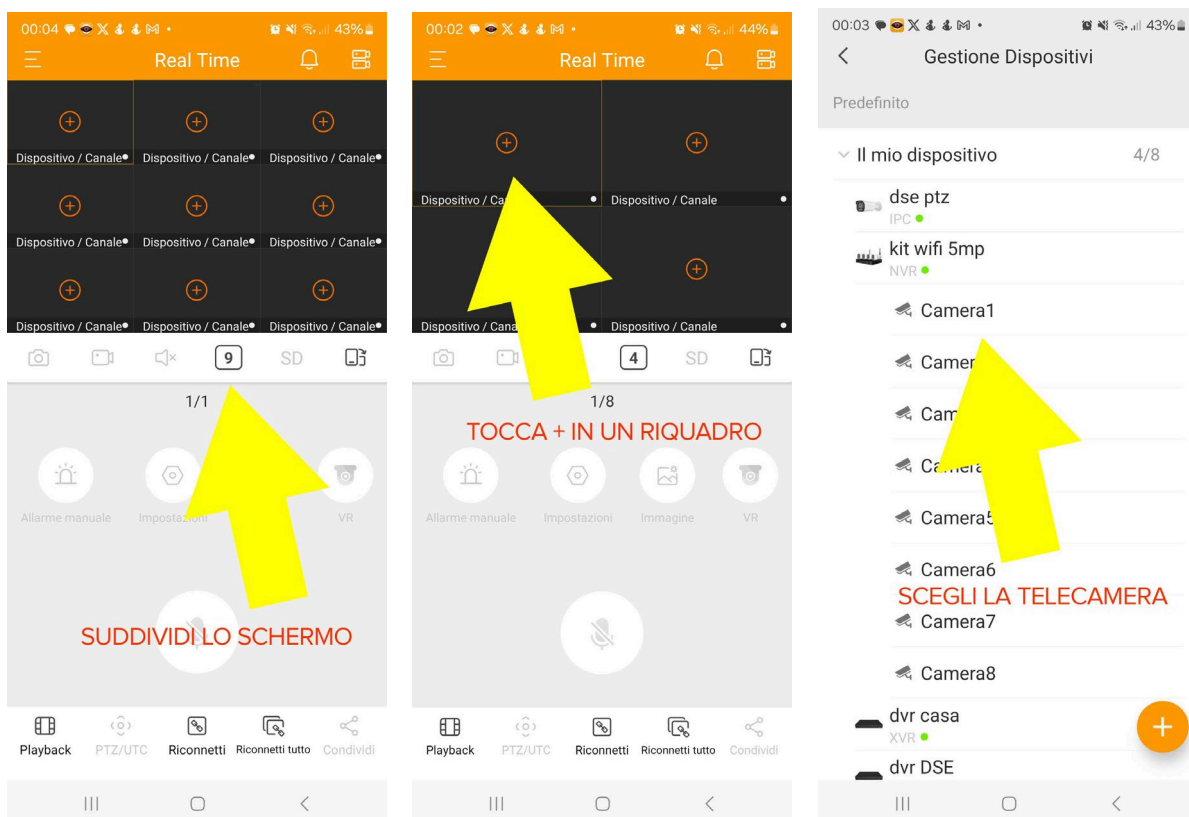 00:04
43%
Real Time
Dispositivo / Canale Dispositivo / Canale Dispositivo / Canale
Dispositivo / Canale Dispositivo / Canale Dispositivo / Canale
Dispositivo / Canale Dispositivo / Canale Dispositivo / Canale
9 SD
1/1
Allarme manuale Impostazioni VR
SUDDIVIDI LO SCHERMO
Playback PTZ/UTC Riconnetti Riconnetti tutto Condividi
00:02
44%
Real Time
Dispositivo / Dispositivo / Canale
Dispositivo / Dispositivo / Canale
4 SD
1/8
TOCCA + IN UN RIQUADRO
Allarme manuale Impostazioni Immagine VR
Playback PTZ/UTC Riconnetti Riconnetti tutto Condividi
00:03
43%
Gestione Dispositivi
Predefinito
Il mio dispositivo 4/8
dse ptz
IPC
kit wifi 5mp
NVR
Camera1
Camera5
Camera6
SCEGLI LA TELECAMERA
Camera7
Camera8
dvr casa
XVR
dvr DSE